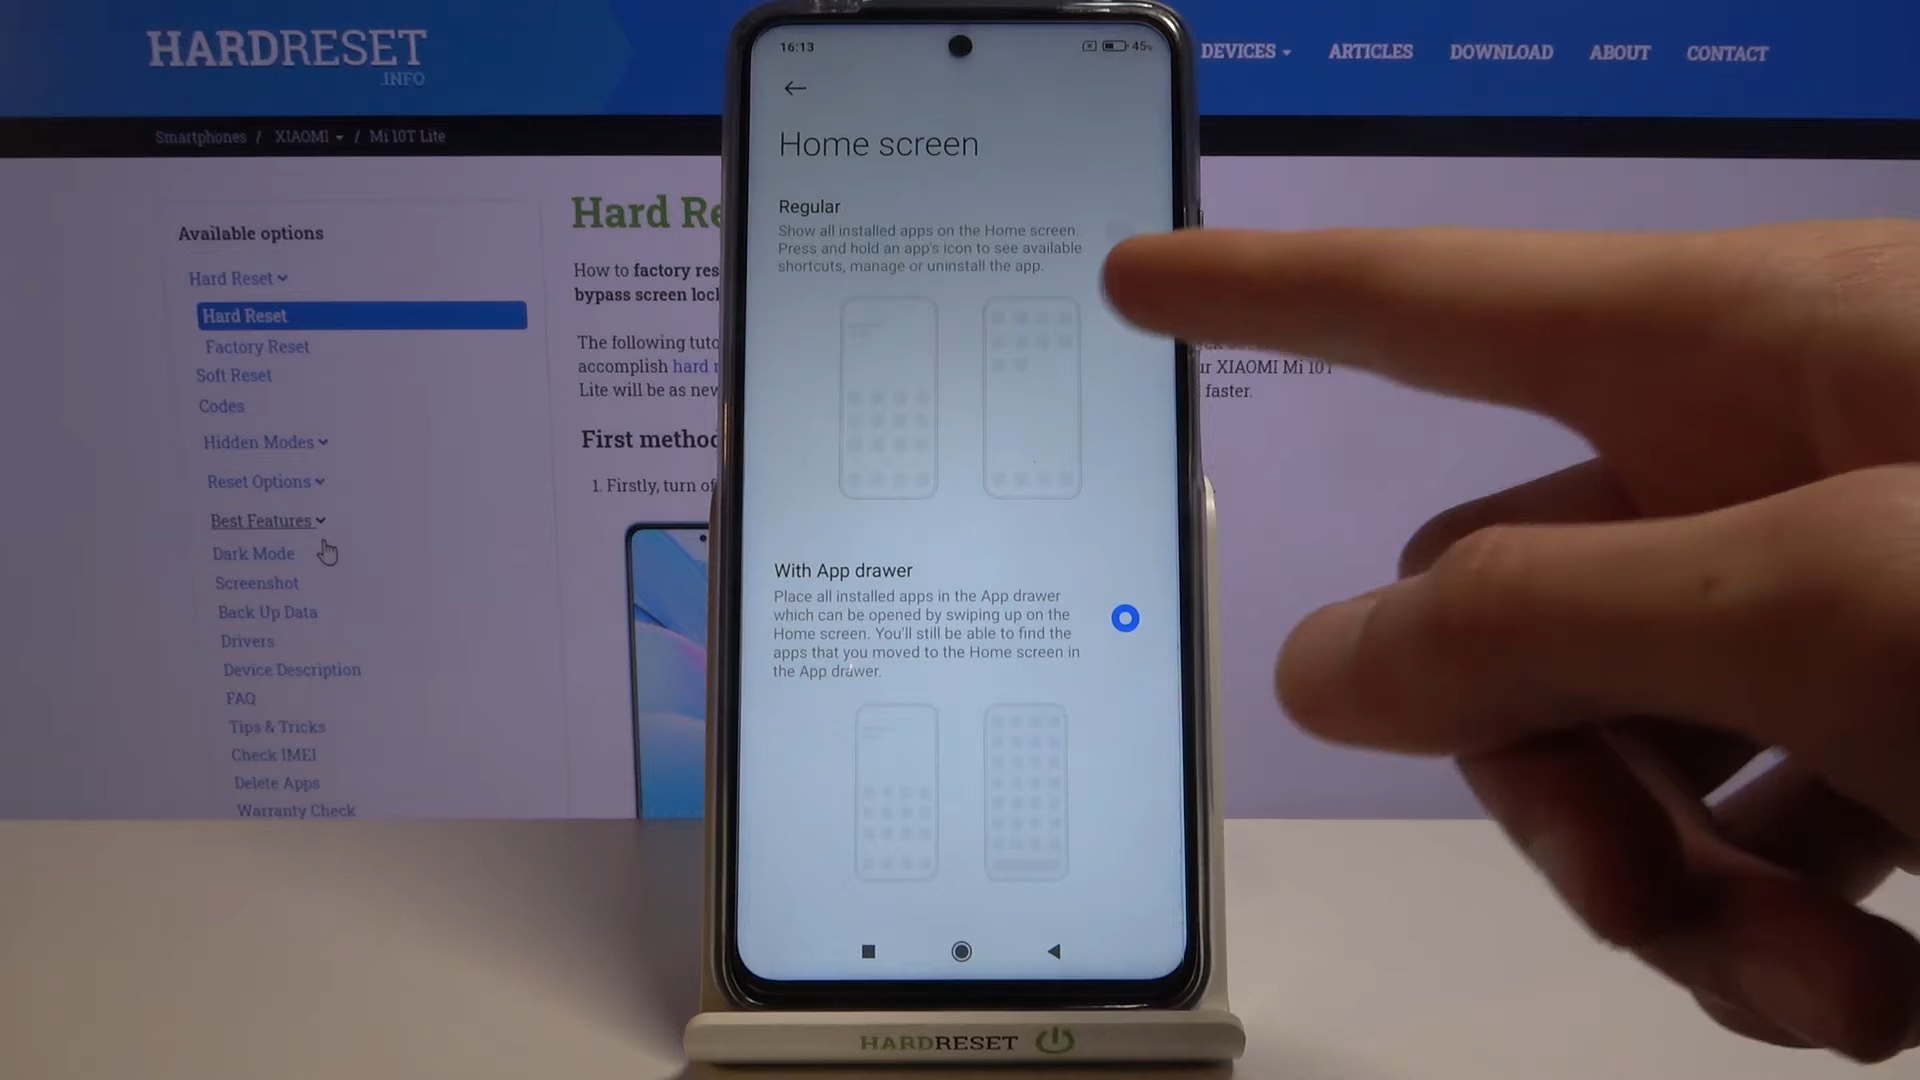 HARDRESET
.INFO
DEVICES
ARTICLES
DOWNLOAD
ABOUT
CONTACT
Smartphones / XIAOMI / Mi 10T Lite
Available options
Hard Reset
Hard Reset
Factory Reset
Soft Reset
Codes
Hidden Modes
Reset Options
Best Features
Dark Mode
Screenshot
Back Up Data
Drivers
Device Description
FAQ
Tips & Tricks
Check IMEI
Delete Apps
Warranty Check
Hard Re
How to factory res
bypass screen loc
The following tuto
accomplish hard r
XIAOMI Mi 10T
Lite will be as new
faster.
First method
1. Firstly, turn of
16:13
45%
Home screen
Regular
Show all installed apps on the Home screen.
Press and hold an app's icon to see available
shortcuts, manage or uninstall the app.
With App drawer
Place all installed apps in the App drawer
which can be opened by swiping up on the
Home screen. You'll still be able to find the
apps that you moved to the Home screen in
the App drawer.
HARDRESET